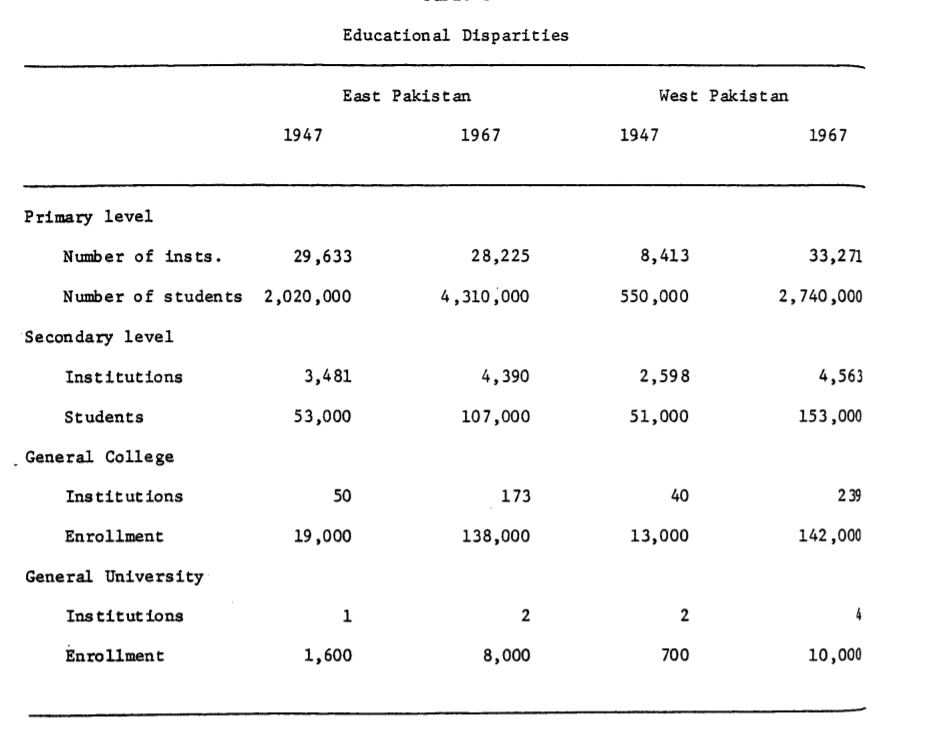 Educational Disparities
East Pakistan West Pakistan
1947 1967 1947 1967
Primary level
Number of insts. 29,633 28,225 8,413 33,271
Number of students 2,020,000 4,310,000 550,000 2,740,000
Secondary level
Institutions 3,481 4,390 2,598 4,563
Students 53,000 107,000 51,000 153,000
General College
Institutions 50 173 40 239
Enrollment 19,000 138,000 13,000 142,000
General University
Institutions 1 2 2 4
Enrollment 1,600 8,000 700 10,000